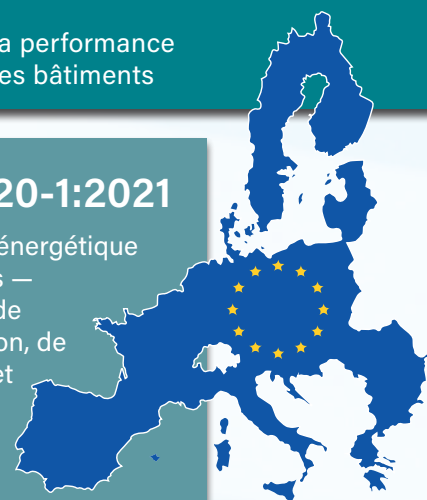 a performance
es bâtiments
20-1:2021
énergétique
s —
de
on, de
et